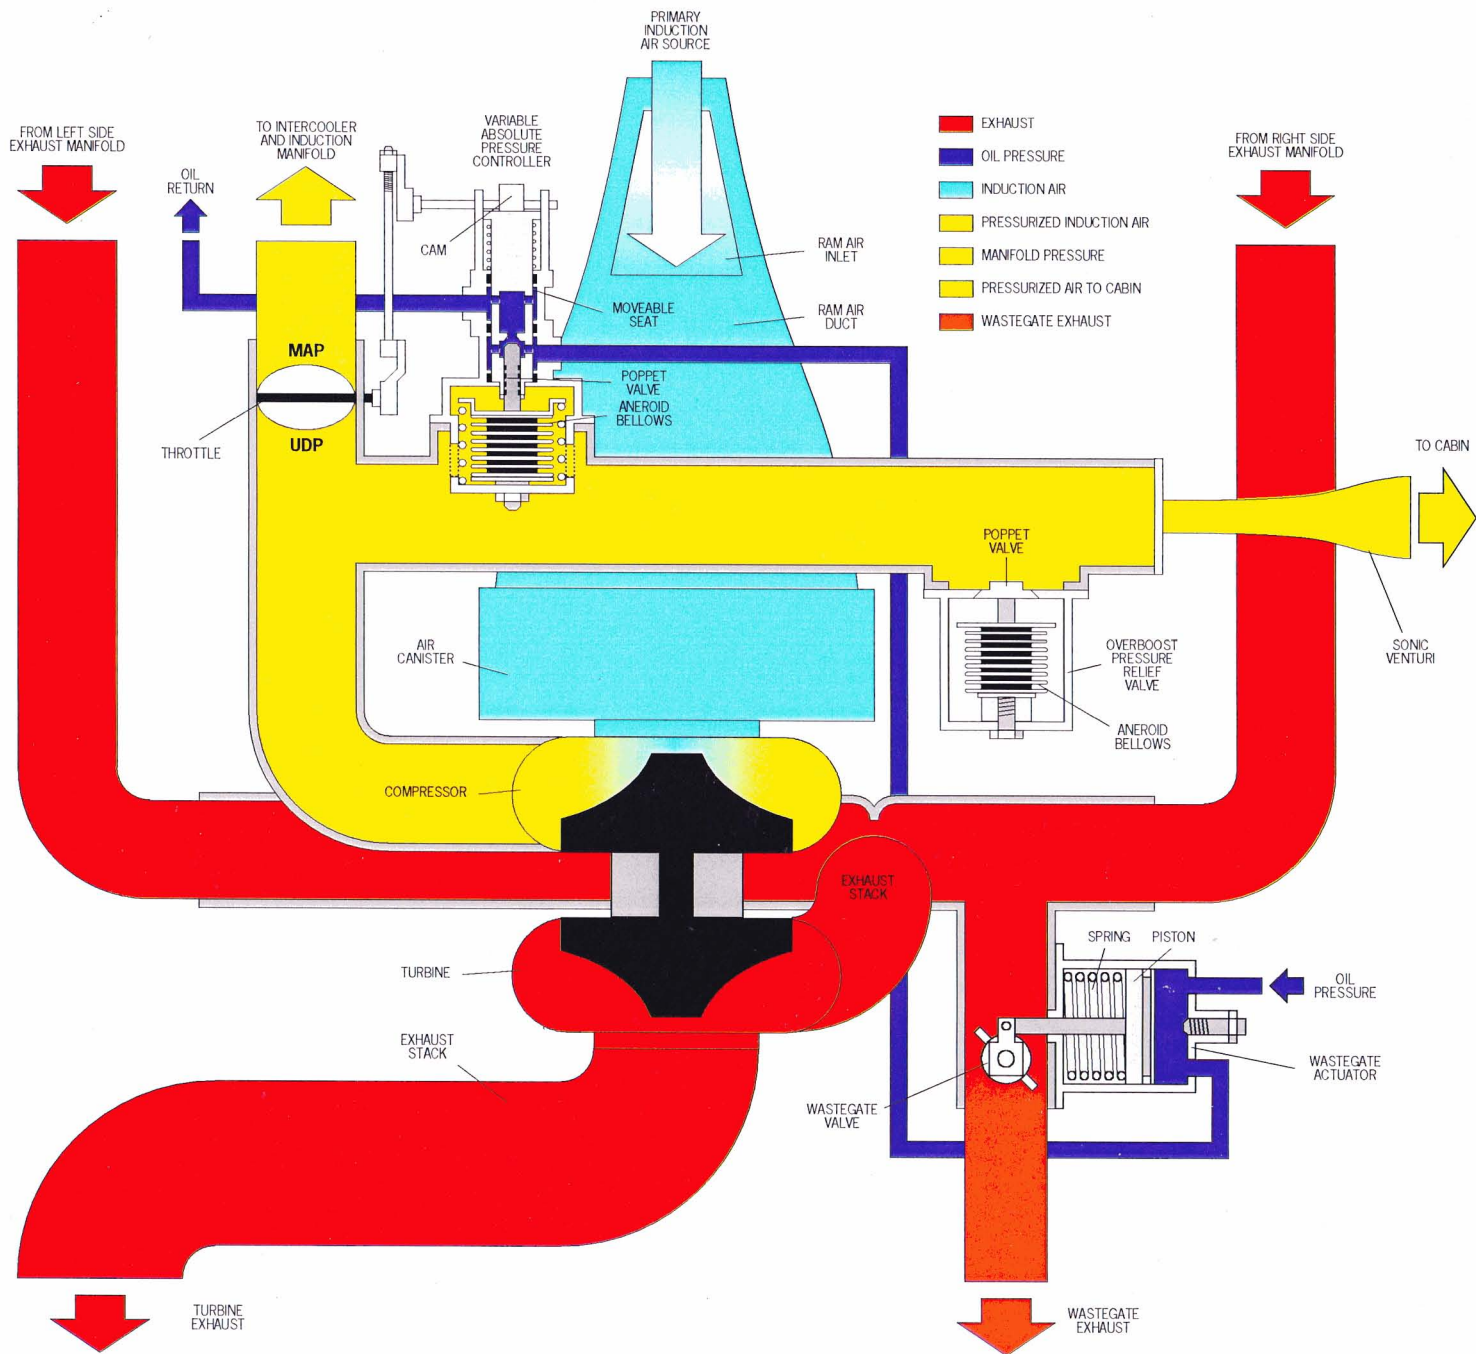 PRIMARY
INDUCTION
AIR SOURCE
FROM LEFT SIDE
EXHAUST MANIFOLD
TO INTERCOOLER
AND INDUCTION
MANIFOLD
VARIABLE
ABSOLUTE
PRESSURE
CONTROLLER
OIL
RETURN
CAM
EXHAUST
OIL PRESSURE
INDUCTION AIR
PRESSURIZED INDUCTION AIR
MANIFOLD PRESSURE
PRESSURIZED AIR TO CABIN
WASTEGATE EXHAUST
FROM RIGHT SIDE
EXHAUST MANIFOLD
RAM AIR
INLET
MOVEABLE
SEAT
RAM AIR
DUCT
MAP
POPPET
VALVE
ANEROID
BELLOWS
THROTTLE
UDP
TO CABIN
POPPET
VALVE
AIR
CANISTER
OVERBOOST
PRESSURE
RELIEF
VALVE
SONIC
VENTURI
ANEROID
BELLOWS
COMPRESSOR
EXHAUST
STACK
TURBINE
SPRING
PISTON
OIL
PRESSURE
EXHAUST
STACK
WASTEGATE
ACTUATOR
WASTEGATE
VALVE
TURBINE
EXHAUST
WASTEGATE
EXHAUST